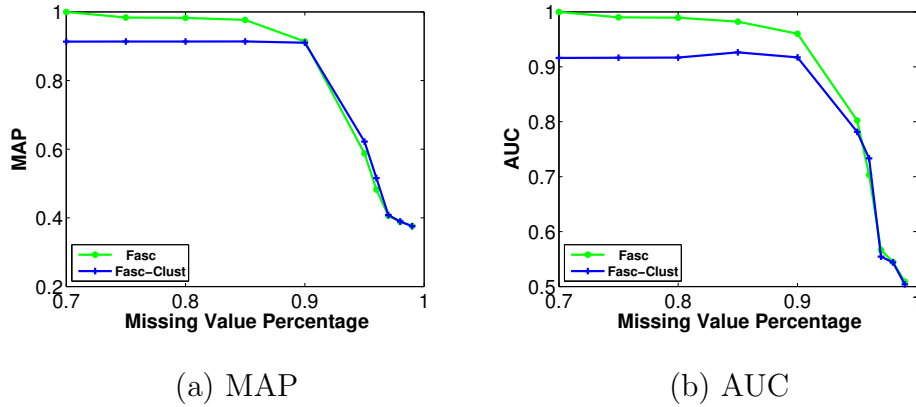 1
0.8
0.6
0.4
0.2
MAP
Fasc
Fasc-Clust
0.7
0.8
0.9
1
Missing Value Percentage
(a) MAP
1
0.9
0.8
0.7
0.6
0.5
AUC
Fasc
Fasc-Clust
0.7
0.8
0.9
1
Missing Value Percentage
(b) AUC